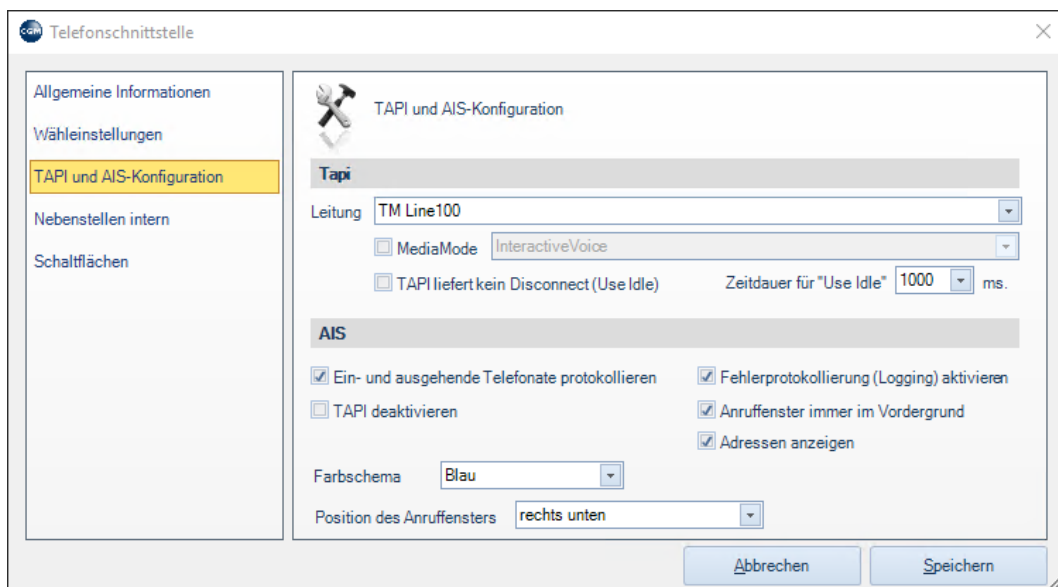 CGM Telefonschnittstelle
Allgemeine Informationen
Wähleinstellungen
TAPI und AIS-Konfiguration
Nebenstellen intern
Schaltflächen
TAPI und AIS-Konfiguration
Tapi
Leitung TM Line100
MediaMode InteractiveVoice
TAPI liefert kein Disconnect (Use Idle) Zeitdauer für "Use Idle" 1000 ms.
AIS
Ein- und ausgehende Telefonate protokollieren Fehlerprotokollierung (Logging) aktivieren
TAPI deaktivieren Anruffenster immer im Vordergrund
Adressen anzeigen
Farbschema Blau
Position des Anruffensters rechts unten
Abbrechen Speichern